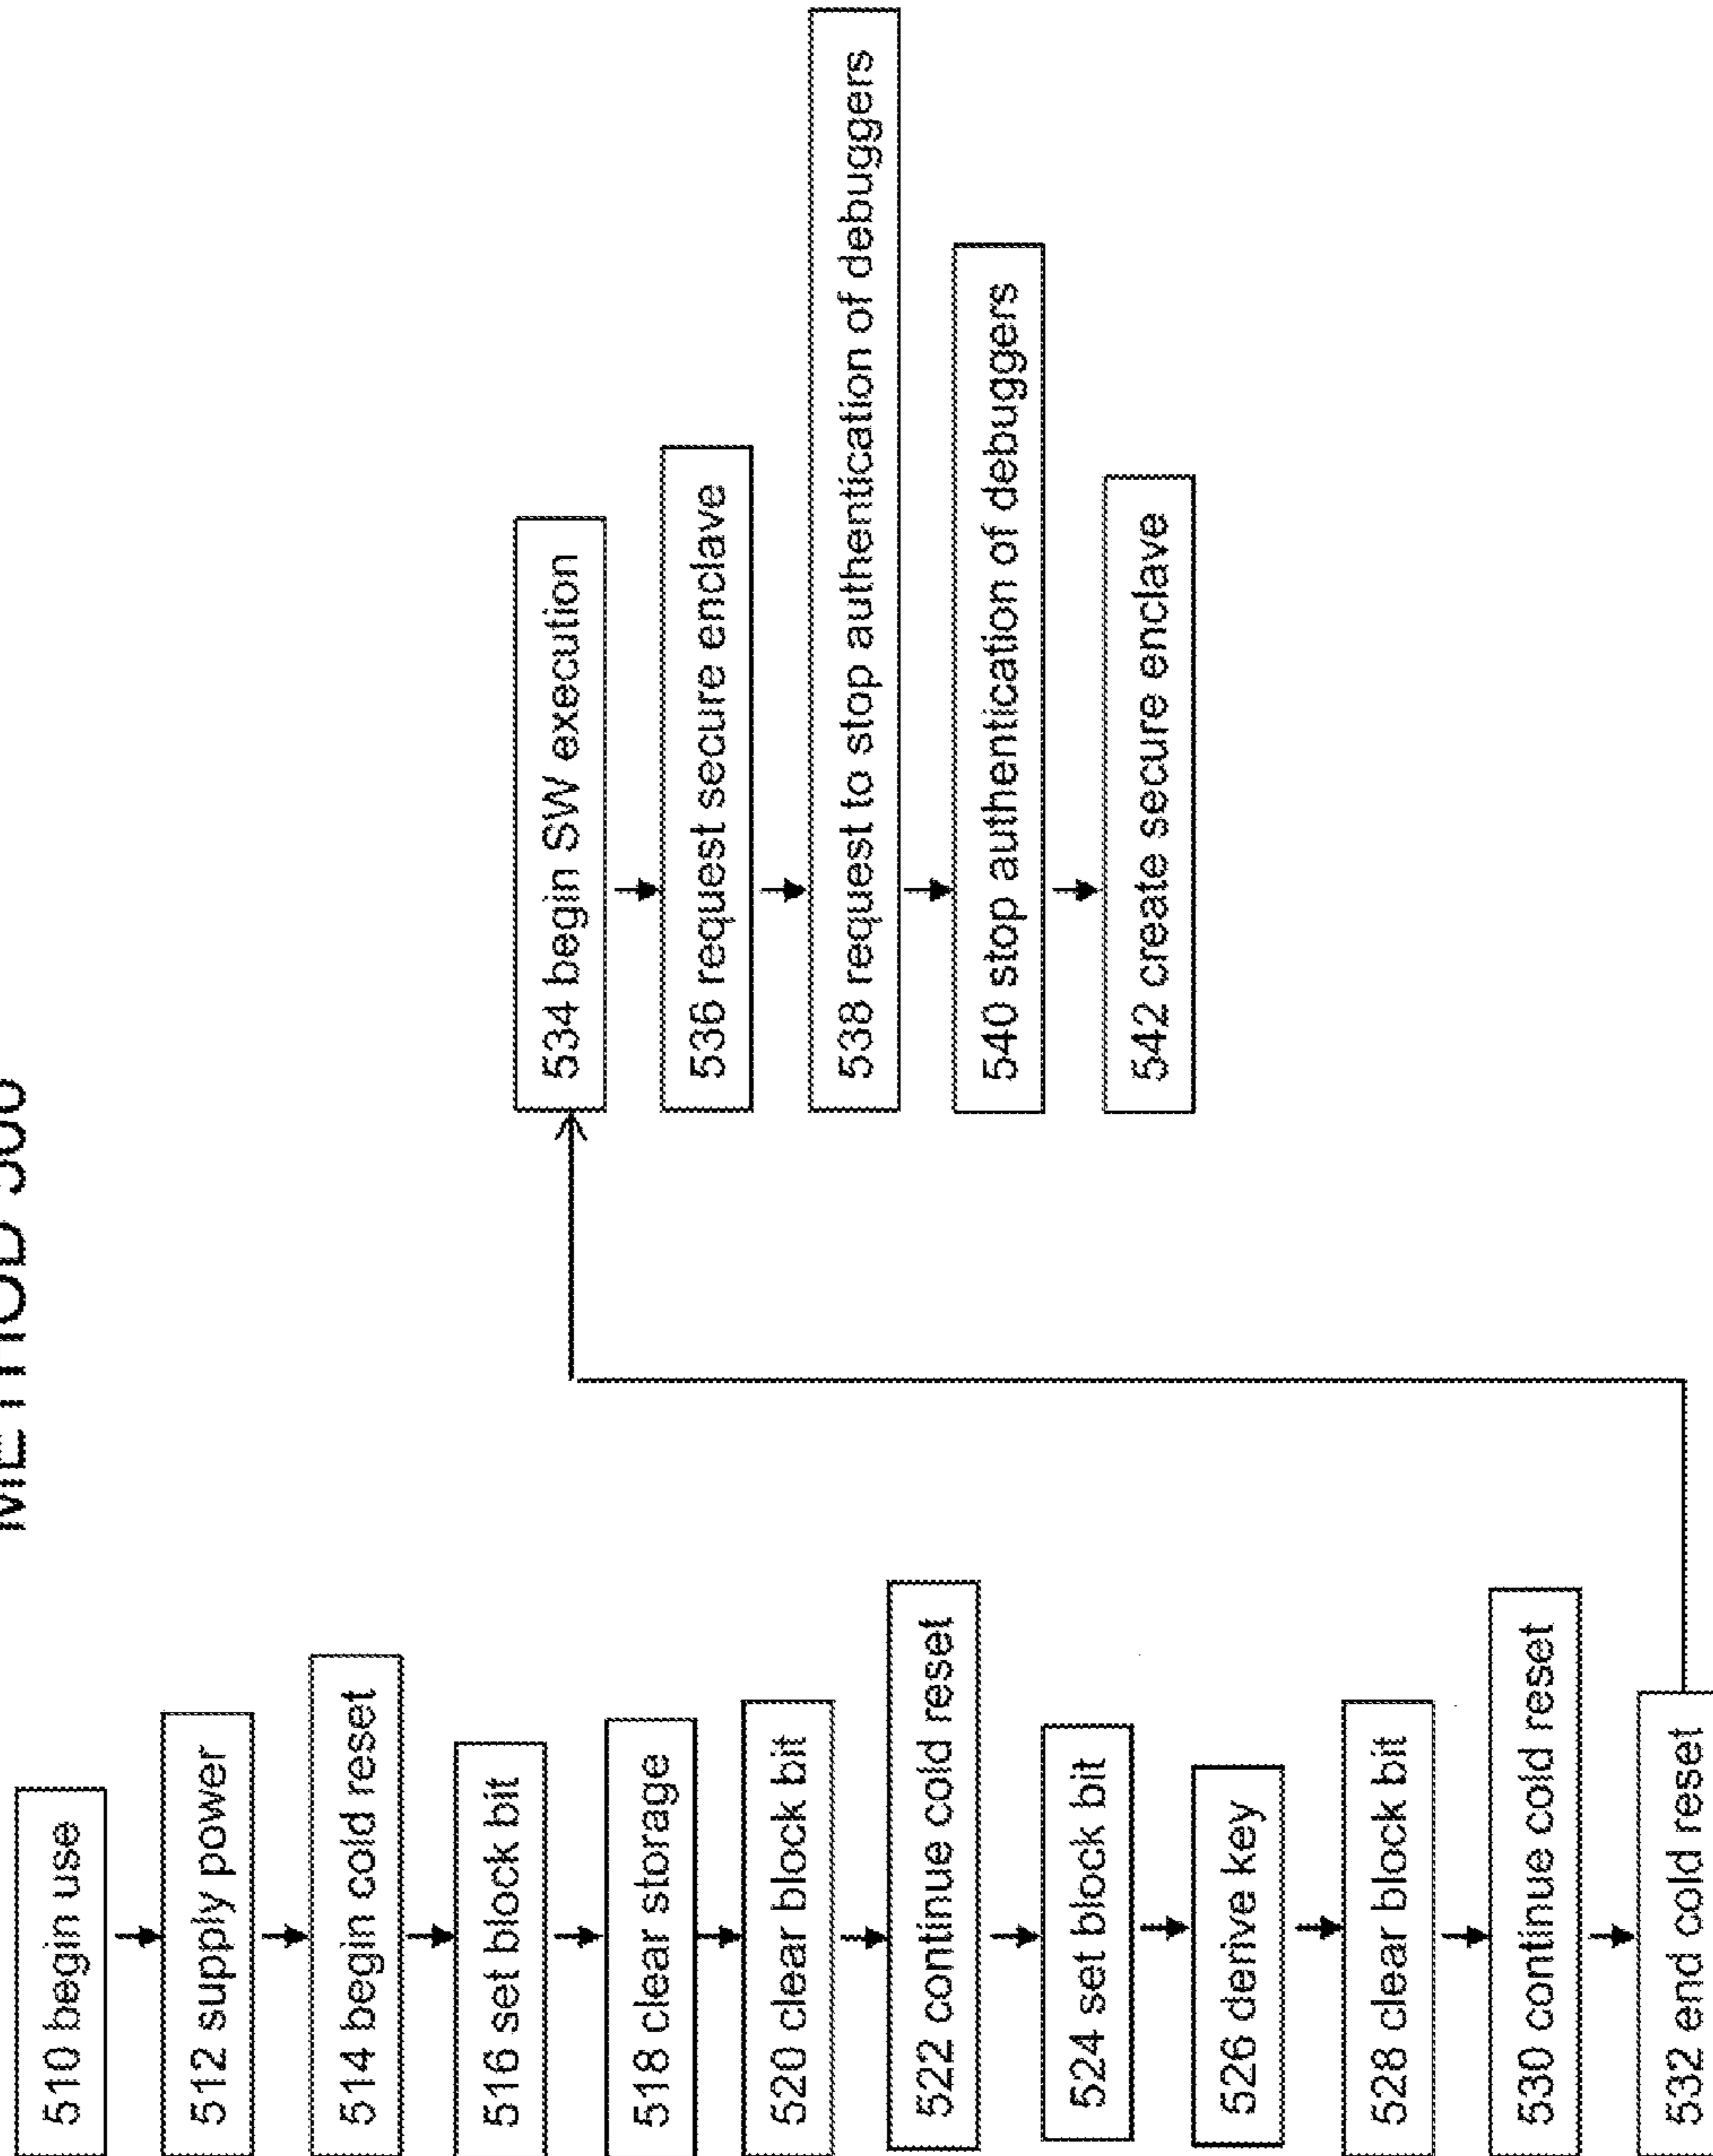 METHOD 500
510 begin use
512 supply power
514 begin cold reset
516 set block bit
518 clear storage
520 clear block bit
522 continue cold reset
524 set block bit
526 derive key
528 clear block bit
530 continue cold reset
532 end cold reset
534 begin SW execution
536 request secure enclave
538 request to stop authentication of debuggers
540 stop authentication of debuggers
542 create secure enclave